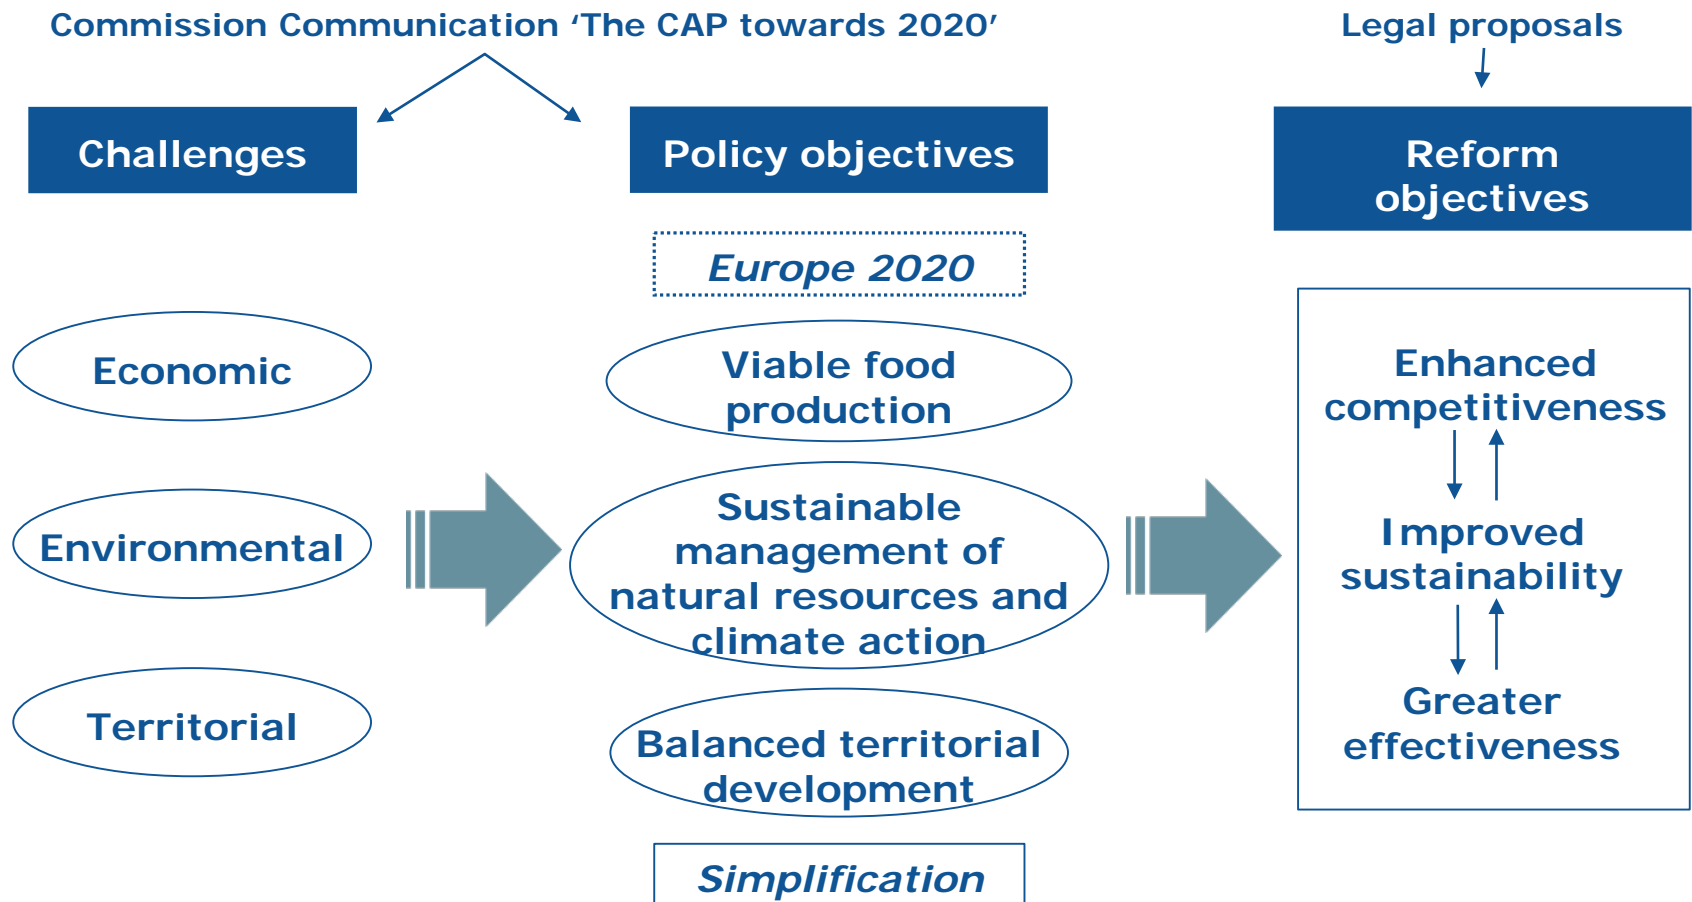 Commission Communication ‘The CAP towards 2020’
Legal proposals
Challenges
Policy objectives
Reform
objectives
Europe 2020
Economic
Environmental
Territorial
Viable food
production
Sustainable
management of
natural resources and
climate action
Balanced territorial
development
Simplification
Enhanced
competitiveness
Improved
sustainability
Greater
effectiveness